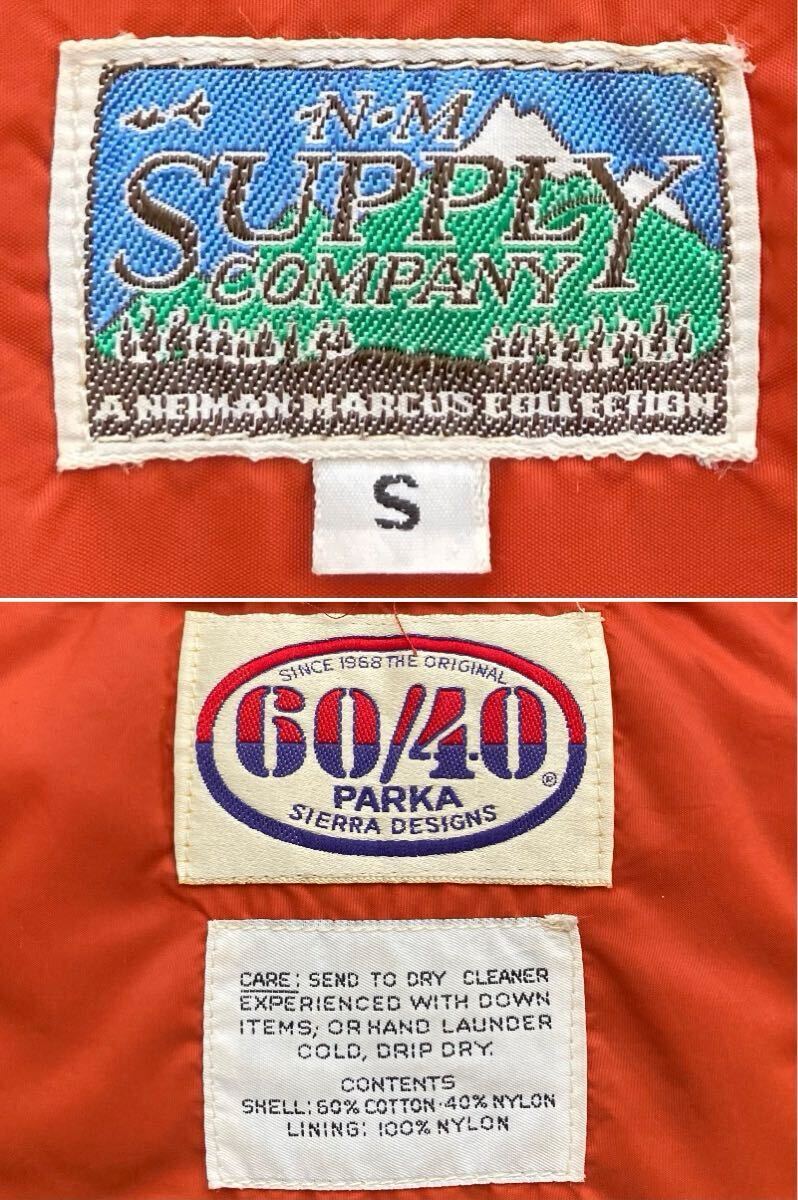 N-M
SUPPLY
COMPANY
A NEIMAN-MARCUS COLLECTION
S
SINCE 1968 THE ORIGINAL
60/40
®
PARKA
SIERRA DESIGNS
CARE: SEND TO DRY CLEANER
EXPERIENCED WITH DOWN
ITEMS; OR HAND LAUNDER
COLD, DRIP DRY.
CONTENTS
SHELL: 60% COTTON-40% NYLON
LINING: 100% NYLON